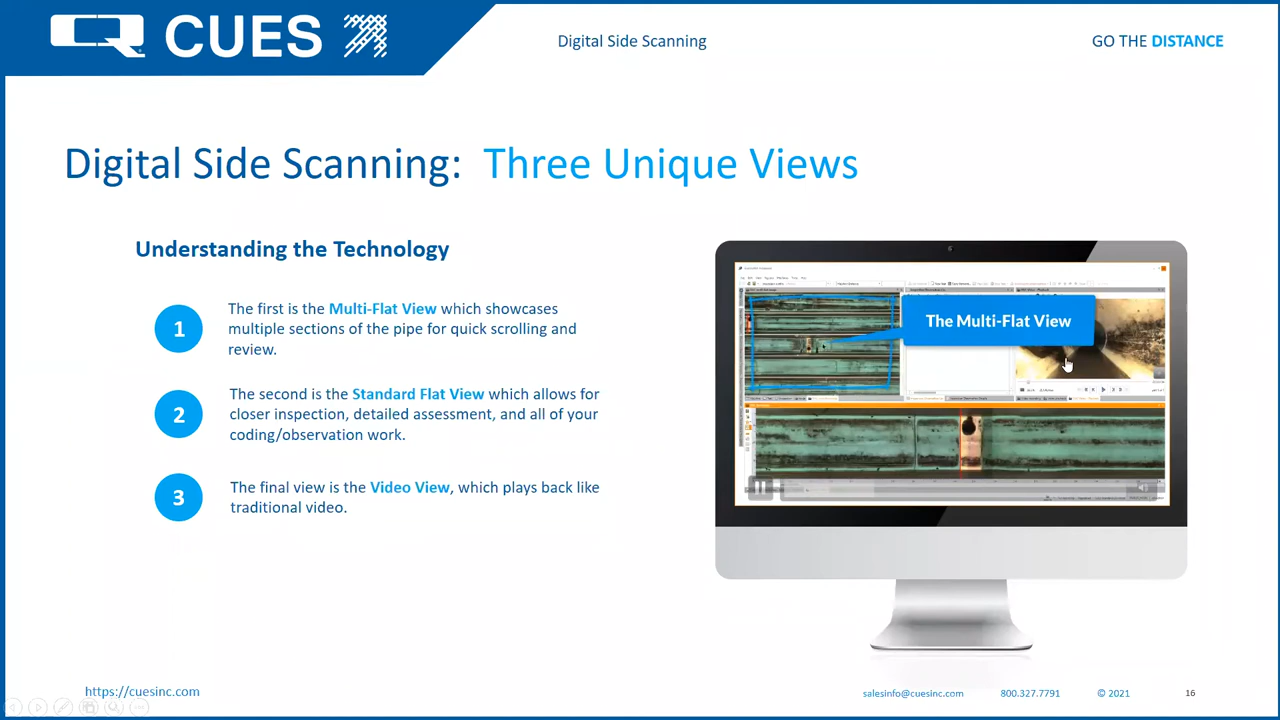 CUES
Digital Side Scanning
GO THE DISTANCE
Digital Side Scanning: Three Unique Views
Understanding the Technology
1
The first is the Multi-Flat View which showcases
multiple sections of the pipe for quick scrolling and
review.
2
The second is the Standard Flat View which allows for
closer inspection, detailed assessment, and all of your
coding/observation work.
3
The final view is the Video View, which plays back like
traditional video.
The Multi-Flat View
https://cuesinc.com
salesinfo@cuesinc.com
800.327.7791
© 2021
16